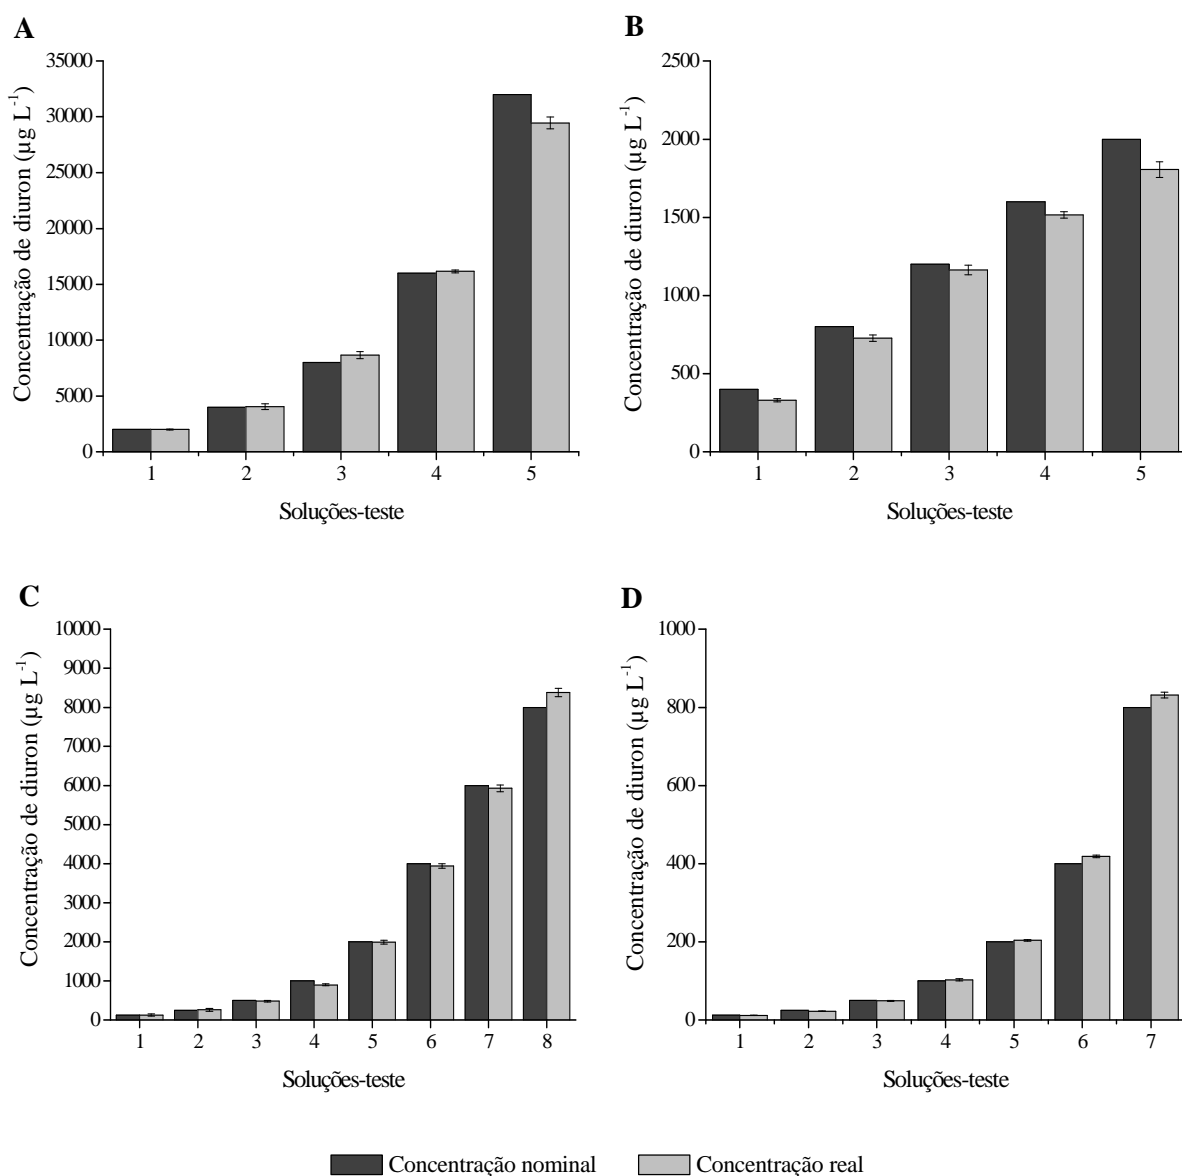 A
Concentração de diuron (µg L-1)
35000
30000
25000
20000
15000
10000
5000
0
1 2 3 4 5
Soluções-teste
B
Concentração de diuron (µg L-1)
2500
2000
1500
1000
500
0
1 2 3 4 5
Soluções-teste
C
Concentração de diuron (µg L-1)
10000
9000
8000
7000
6000
5000
4000
3000
2000
1000
0
1 2 3 4 5 6 7 8
Soluções-teste
D
Concentração de diuron (µg L-1)
1000
800
600
400
200
0
1 2 3 4 5 6 7
Soluções-teste
Concentração nominal Concentração real